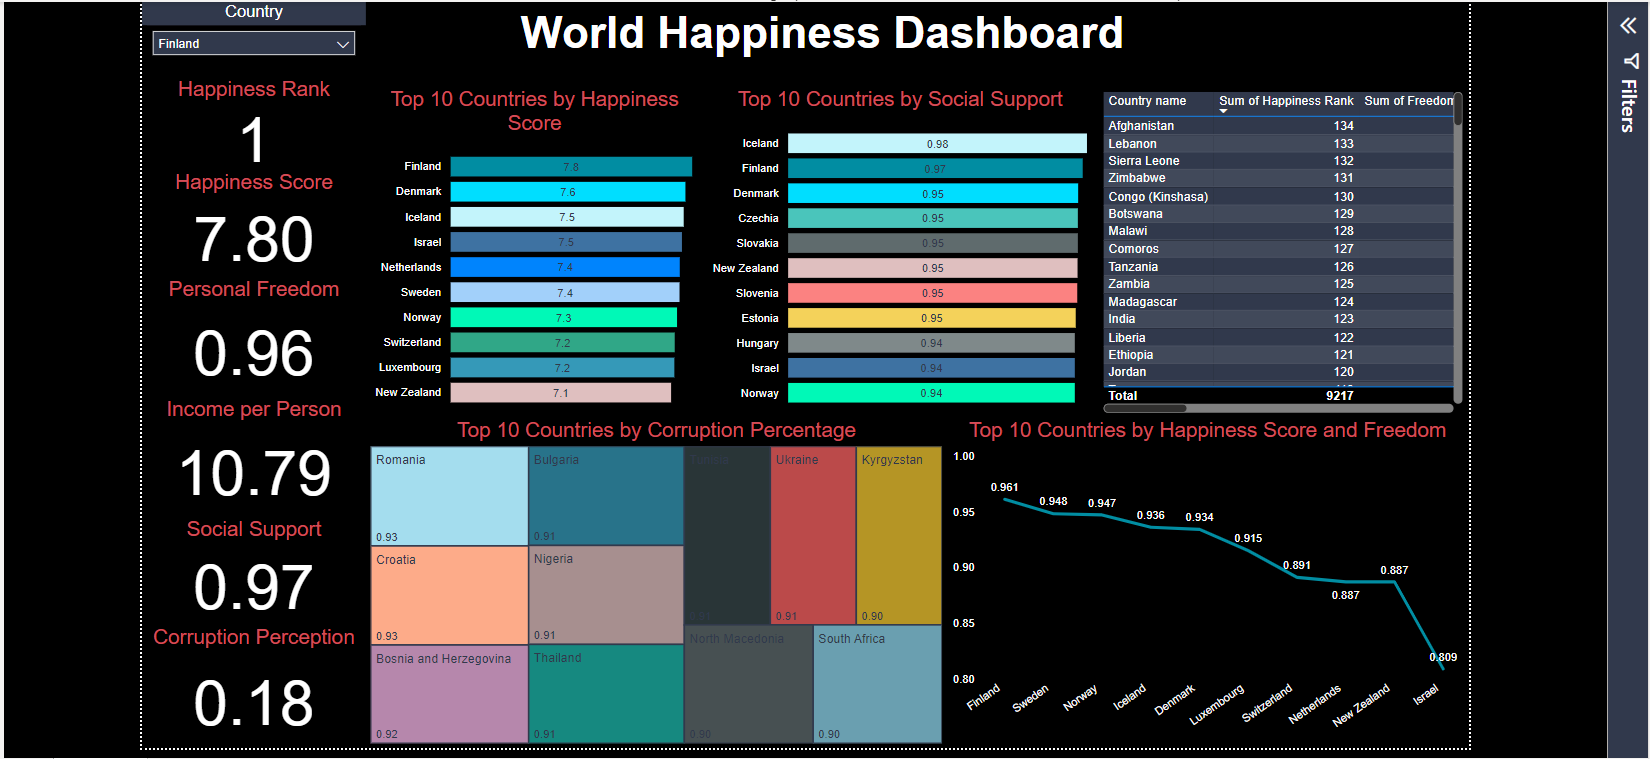 Country
Finland
World Happiness Dashboard
Filters
Happiness Rank
1
Happiness Score
7.80
Personal Freedom
0.96
Income per Person
10.79
Social Support
0.97
Corruption Perception
0.18
Top 10 Countries by Happiness
Score
Finland 7.8
Denmark 7.6
Iceland 7.5
Israel 7.5
Netherlands 7.4
Sweden 7.4
Norway 7.3
Switzerland 7.2
Luxembourg 7.2
New Zealand 7.1
Top 10 Countries by Social Support
Iceland 0.98
Finland 0.97
Denmark 0.95
Czechia 0.95
Slovakia 0.95
New Zealand 0.95
Slovenia 0.95
Estonia 0.95
Hungary 0.94
Israel 0.94
Norway 0.94
Country name Sum of Happiness Rank Sum of Freedom
Afghanistan 134
Lebanon 133
Sierra Leone 132
Zimbabwe 131
Congo (Kinshasa) 130
Botswana 129
Malawi 128
Comoros 127
Tanzania 126
Zambia 125
Madagascar 124
India 123
Liberia 122
Ethiopia 121
Jordan 120
Total 9217
Top 10 Countries by Corruption Percentage
Romania
0.93
Croatia
0.93
Bosnia and Herzegovina
0.92
Bulgaria
0.91
Nigeria
0.91
Thailand
0.91
Ukraine
0.91
Kyrgyzstan
0.90
North Macedonia
0.90
South Africa
0.90
Top 10 Countries by Happiness Score and Freedom
1.00
0.95
0.90
0.85
0.80
0.961
0.948
0.947
0.936
0.934
0.915
0.891
0.887
0.887
0.809
Finland
Sweden
Norway
Iceland
Denmark
Luxembourg
Switzerland
Netherlands
New Zealand
Israel